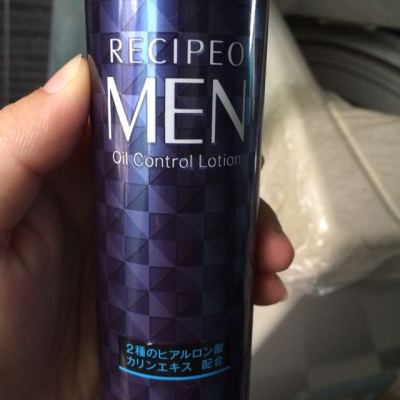 RECIPEO
MEN
Oil Control Lotion
2種のヒアルロン酸
カリンエキス 配合